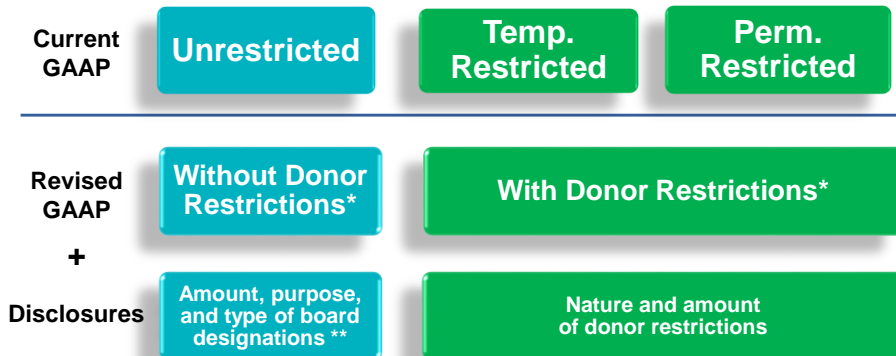 Current
GAAP
Unrestricted
Temp.
Restricted
Perm.
Restricted
Revised
GAAP
Without Donor
Restrictions*
With Donor Restrictions*
+
Disclosures
Amount, purpose,
and type of board
designations **
Nature and amount
of donor restrictions